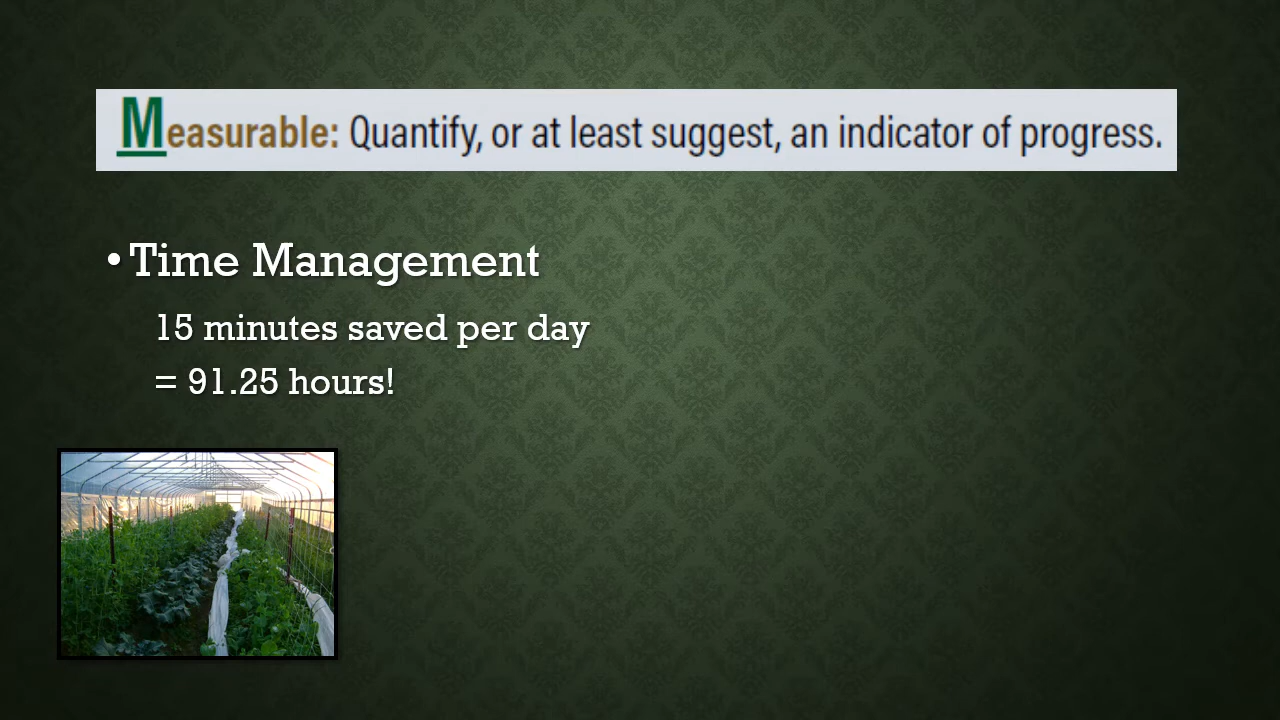 Measurable: Quantify, or at least suggest, an indicator of progress.
• Time Management
15 minutes saved per day
= 91.25 hours!